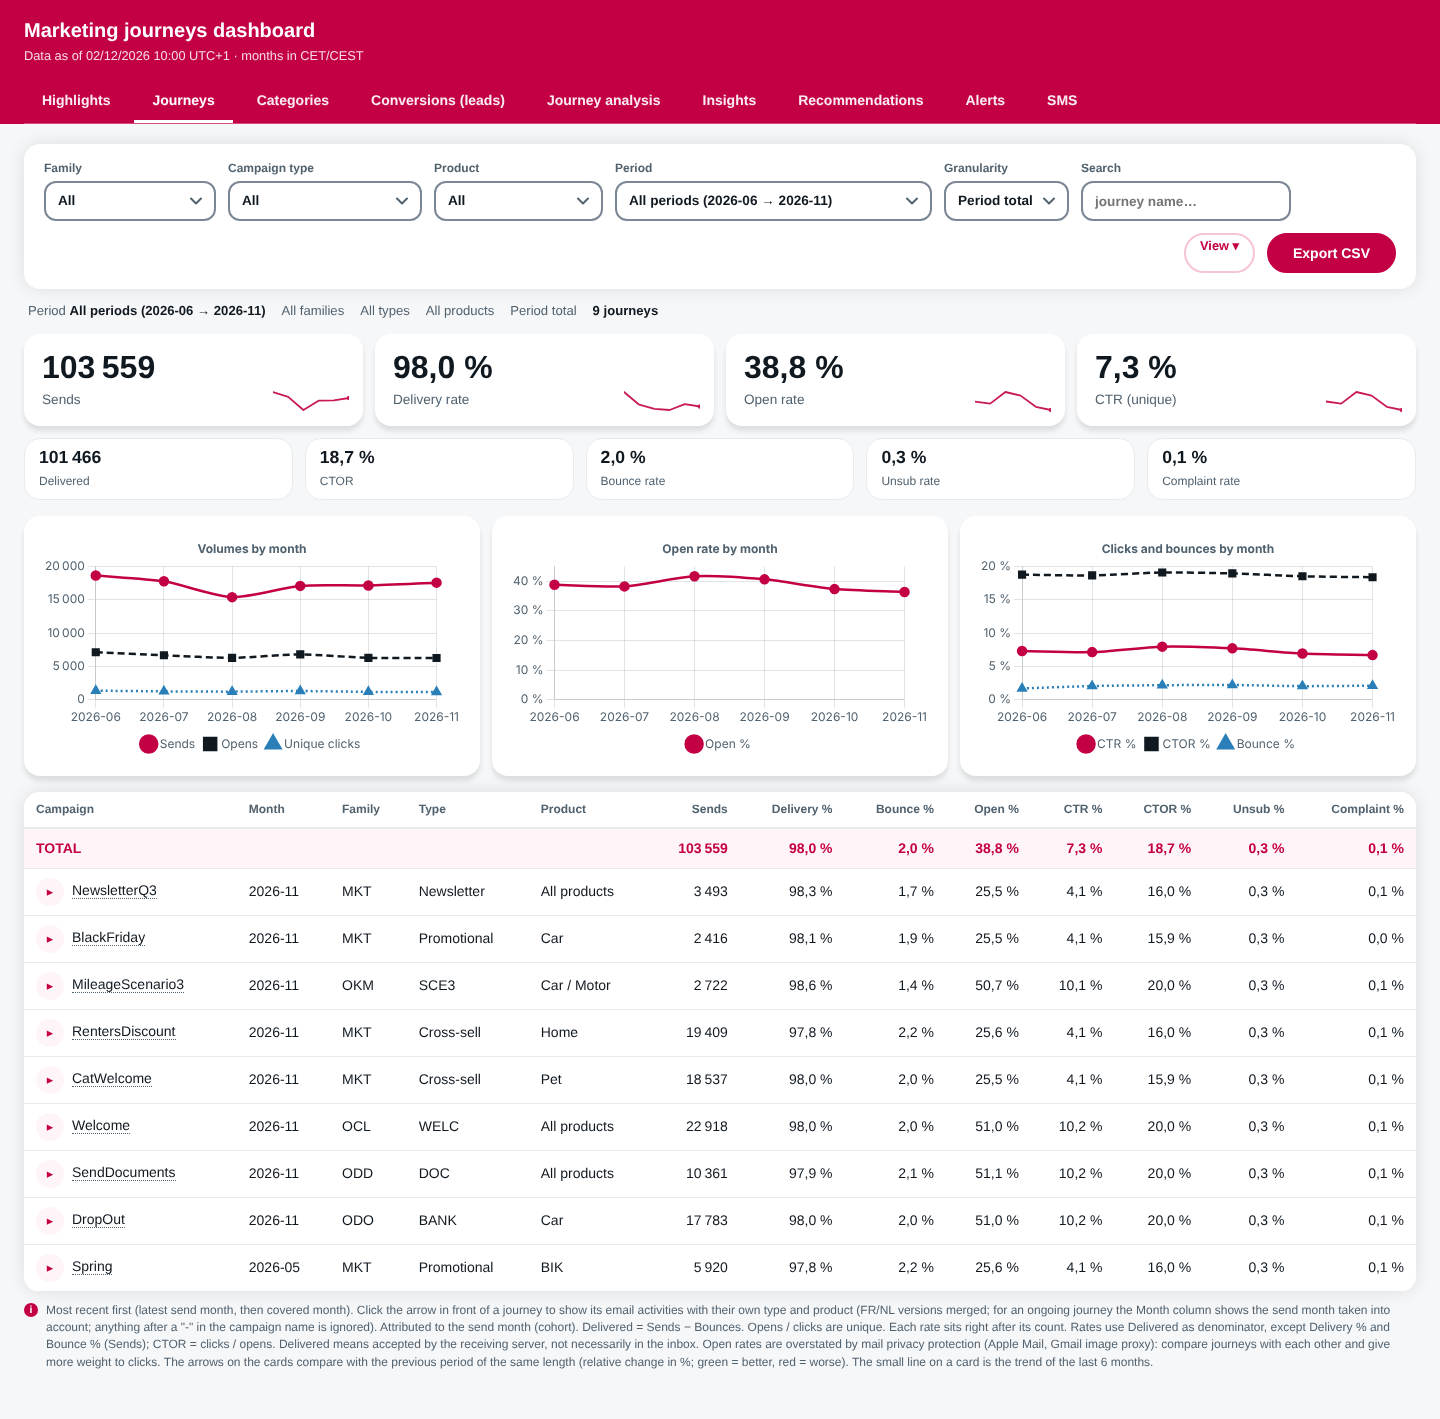 Marketing journeys dashboard
Data as of 02/12/2026 10:00 UTC+1 · months in CET/CEST
Highlights Journeys Categories Conversions (leads) Journey analysis Insights Recommendations Alerts SMS
Family Campaign type Product Period Granularity Search
All All All All periods (2026-06 → 2026-11) Period total journey name…
View ▾ Export CSV
Period All periods (2026-06 → 2026-11) All families All types All products Period total 9 journeys
103 559 98,0 % 38,8 % 7,3 %
Sends Delivery rate Open rate CTR (unique)
101 466 18,7 % 2,0 % 0,3 % 0,1 %
Delivered CTOR Bounce rate Unsub rate Complaint rate
Volumes by month
20 000
15 000
10 000
5 000
0
2026-06 2026-07 2026-08 2026-09 2026-10 2026-11
Sends Opens Unique clicks
Open rate by month
40 %
30 %
20 %
10 %
0 %
2026-06 2026-07 2026-08 2026-09 2026-10 2026-11
Open %
Clicks and bounces by month
20 %
15 %
10 %
5 %
0 %
2026-06 2026-07 2026-08 2026-09 2026-10 2026-11
CTR % CTOR % Bounce %
Campaign Month Family Type Product Sends Delivery % Bounce % Open % CTR % CTOR % Unsub % Complaint %
TOTAL 103 559 98,0 % 2,0 % 38,8 % 7,3 % 18,7 % 0,3 % 0,1 %
▸ NewsletterQ3 2026-11 MKT Newsletter All products 3 493 98,3 % 1,7 % 25,5 % 4,1 % 16,0 % 0,3 % 0,1 %
▸ BlackFriday 2026-11 MKT Promotional Car 2 416 98,1 % 1,9 % 25,5 % 4,1 % 15,9 % 0,3 % 0,0 %
▸ MileageScenario3 2026-11 OKM SCE3 Car / Motor 2 722 98,6 % 1,4 % 50,7 % 10,1 % 20,0 % 0,3 % 0,1 %
▸ RentersDiscount 2026-11 MKT Cross-sell Home 19 409 97,8 % 2,2 % 25,6 % 4,1 % 16,0 % 0,3 % 0,1 %
▸ CatWelcome 2026-11 MKT Cross-sell Pet 18 537 98,0 % 2,0 % 25,5 % 4,1 % 15,9 % 0,3 % 0,1 %
▸ Welcome 2026-11 OCL WELC All products 22 918 98,0 % 2,0 % 51,0 % 10,2 % 20,0 % 0,3 % 0,1 %
▸ SendDocuments 2026-11 ODD DOC All products 10 361 97,9 % 2,1 % 51,1 % 10,2 % 20,0 % 0,3 % 0,1 %
▸ DropOut 2026-11 ODO BANK Car 17 783 98,0 % 2,0 % 51,0 % 10,2 % 20,0 % 0,3 % 0,1 %
▸ Spring 2026-05 MKT Promotional BIK 5 920 97,8 % 2,2 % 25,6 % 4,1 % 16,0 % 0,3 % 0,1 %
i Most recent first (latest send month, then covered month). Click the arrow in front of a journey to show its email activities with their own type and product (FR/NL versions merged; for an ongoing journey the Month column shows the send month taken into
account; anything after a "-" in the campaign name is ignored). Attributed to the send month (cohort). Delivered = Sends − Bounces. Opens / clicks are unique. Each rate sits right after its count. Rates use Delivered as denominator, except Delivery % and
Bounce % (Sends); CTOR = clicks / opens. Delivered means accepted by the receiving server, not necessarily in the inbox. Open rates are overstated by mail privacy protection (Apple Mail, Gmail image proxy): compare journeys with each other and give
more weight to clicks. The arrows on the cards compare with the previous period of the same length (relative change in %; green = better, red = worse). The small line on a card is the trend of the last 6 months.